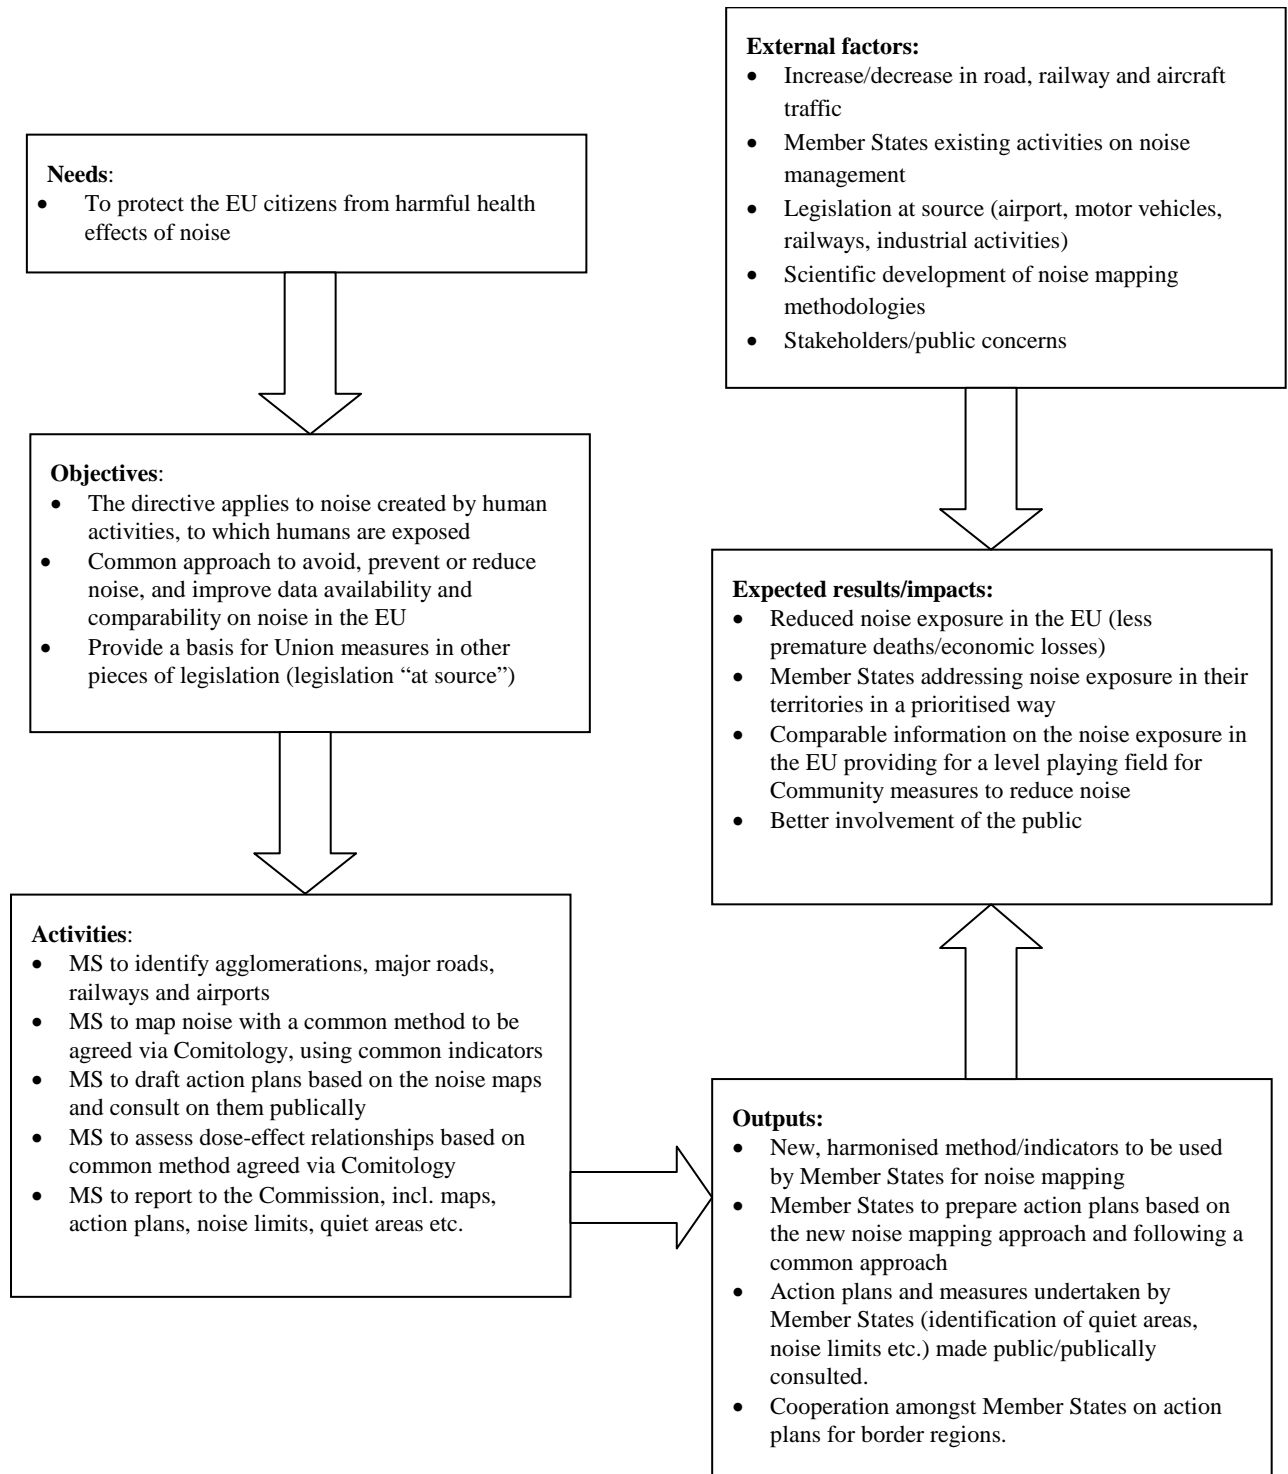 Needs:
• To protect the EU citizens from harmful health
effects of noise
Objectives:
• The directive applies to noise created by human
activities, to which humans are exposed
• Common approach to avoid, prevent or reduce
noise, and improve data availability and
comparability on noise in the EU
• Provide a basis for Union measures in other
pieces of legislation (legislation “at source”)
Activities:
• MS to identify agglomerations, major roads,
railways and airports
• MS to map noise with a common method to be
agreed via Comitology, using common indicators
• MS to draft action plans based on the noise maps
and consult on them publically
• MS to assess dose-effect relationships based on
common method agreed via Comitology
• MS to report to the Commission, incl. maps,
action plans, noise limits, quiet areas etc.
Outputs:
• New, harmonised method/indicators to be used
by Member States for noise mapping
• Member States to prepare action plans based on
the new noise mapping approach and following a
common approach
• Action plans and measures undertaken by
Member States (identification of quiet areas,
noise limits etc.) made public/publically
consulted.
• Cooperation amongst Member States on action
plans for border regions.
Expected results/impacts:
• Reduced noise exposure in the EU (less
premature deaths/economic losses)
• Member States addressing noise exposure in their
territories in a prioritised way
• Comparable information on the noise exposure in
the EU providing for a level playing field for
Community measures to reduce noise
• Better involvement of the public
External factors:
• Increase/decrease in road, railway and aircraft
traffic
• Member States existing activities on noise
management
• Legislation at source (airport, motor vehicles,
railways, industrial activities)
• Scientific development of noise mapping
methodologies
• Stakeholders/public concerns